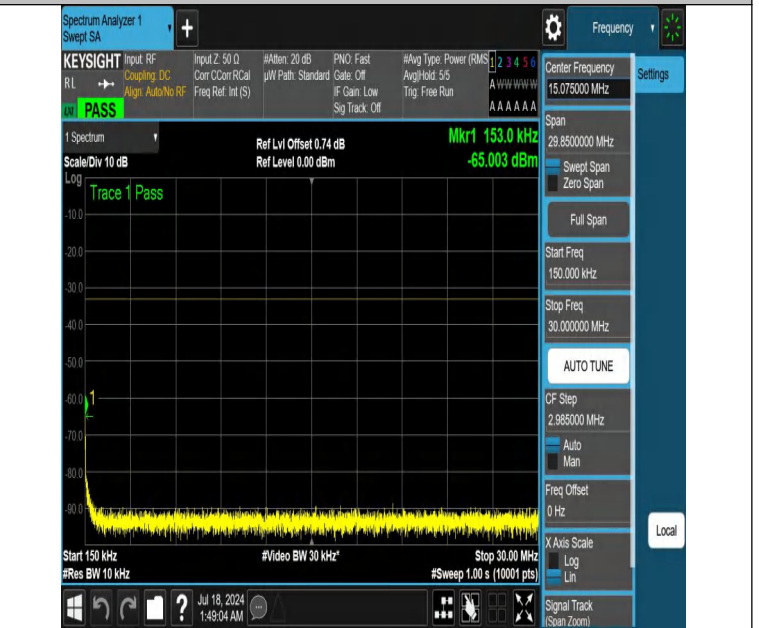 Spectrum Analyzer 1
Swept SA
Frequency
KEYSIGHT
RL
PASS
Input: RF
Coupling: DC
Align: Auto/No RF
Input Z: 50 Ω
Corr CCorr RCal
Freq Ref: Int (S)
#Atten: 20 dB
µW Path: Standard
PNO: Fast
Gate: Off
IF Gain: Low
Sig Track: Off
#Avg Type: Power (RMS
Avg|Hold: 5/5
Trig: Free Run
1 2 3 4 5 6
A W W W W W
A A A A A A
1 Spectrum
Scale/Div 10 dB
Ref Lvl Offset 0.74 dB
Ref Level 0.00 dBm
Mkr1 153.0 kHz
-65.003 dBm
Log
Trace 1 Pass
-10.0
-20.0
-30.0
-40.0
-50.0
-60.0
1
-70.0
-80.0
-90.0
Start 150 kHz
#Video BW 30 kHz*
Stop 30.00 MHz
#Res BW 10 kHz
#Sweep 1.00 s (10001 pts)
Jul 18, 2024
1:49:04 AM
Center Frequency
15.075000 MHz
Settings
Span
29.8500000 MHz
Swept Span
Zero Span
Full Span
Start Freq
150.000 kHz
Stop Freq
30.000000 MHz
AUTO TUNE
CF Step
2.985000 MHz
Auto
Man
Freq Offset
0 Hz
Local
X Axis Scale
Log
Lin
Signal Track
(Span Zoom)